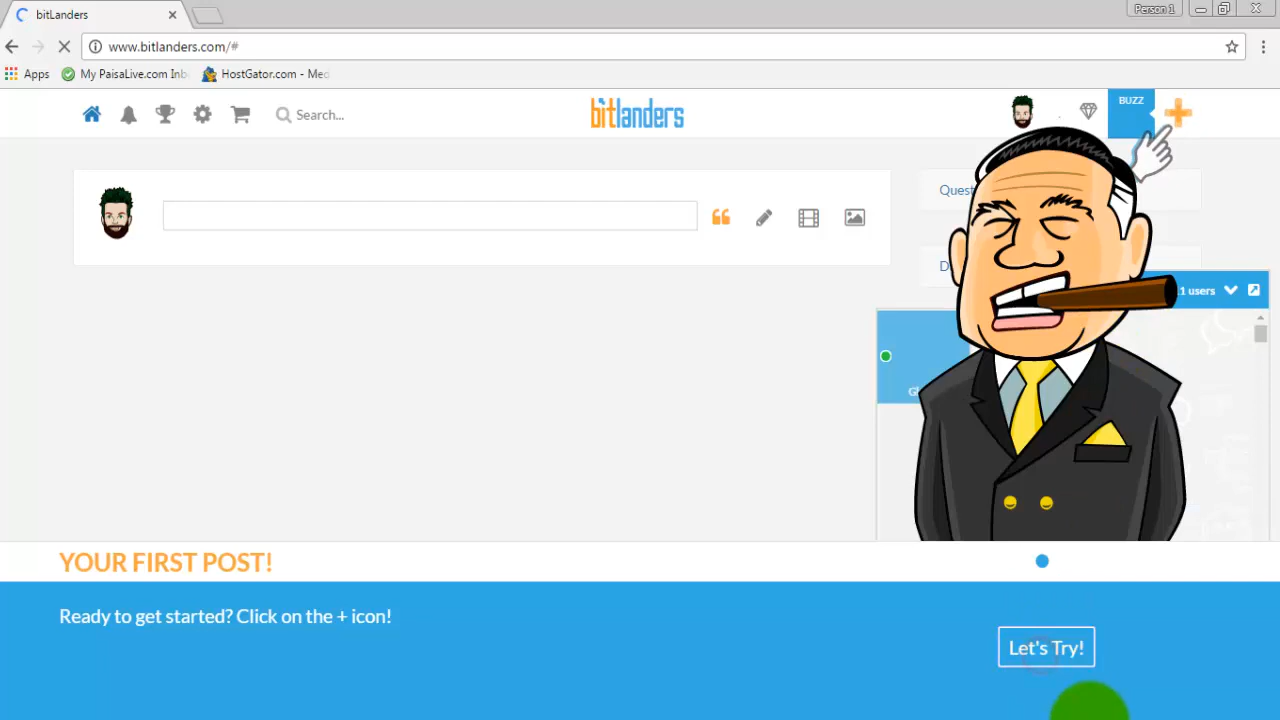 bitLanders
Person 1
www.bitlanders.com/#
Apps
My PaisaLive.com Inb
HostGator.com - Med
Search...
bitlanders
BUZZ
Quest
D
1 users
YOUR FIRST POST!
Ready to get started? Click on the + icon!
Let's Try!